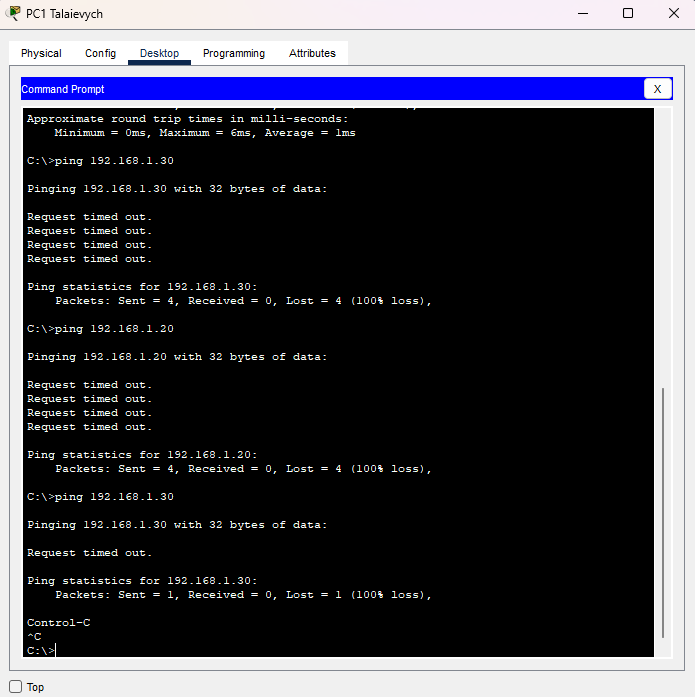 PC1 Talaievych
Physical Config Desktop Programming Attributes
Command Prompt X
Approximate round trip times in milli-seconds:
    Minimum = 0ms, Maximum = 6ms, Average = 1ms
C:\>ping 192.168.1.30
Pinging 192.168.1.30 with 32 bytes of data:
Request timed out.
Request timed out.
Request timed out.
Request timed out.
Ping statistics for 192.168.1.30:
    Packets: Sent = 4, Received = 0, Lost = 4 (100% loss),
C:\>ping 192.168.1.20
Pinging 192.168.1.20 with 32 bytes of data:
Request timed out.
Request timed out.
Request timed out.
Request timed out.
Ping statistics for 192.168.1.20:
    Packets: Sent = 4, Received = 0, Lost = 4 (100% loss),
C:\>ping 192.168.1.30
Pinging 192.168.1.30 with 32 bytes of data:
Request timed out.
Ping statistics for 192.168.1.30:
    Packets: Sent = 1, Received = 0, Lost = 1 (100% loss),
Control-C
^C
C:\>
Top